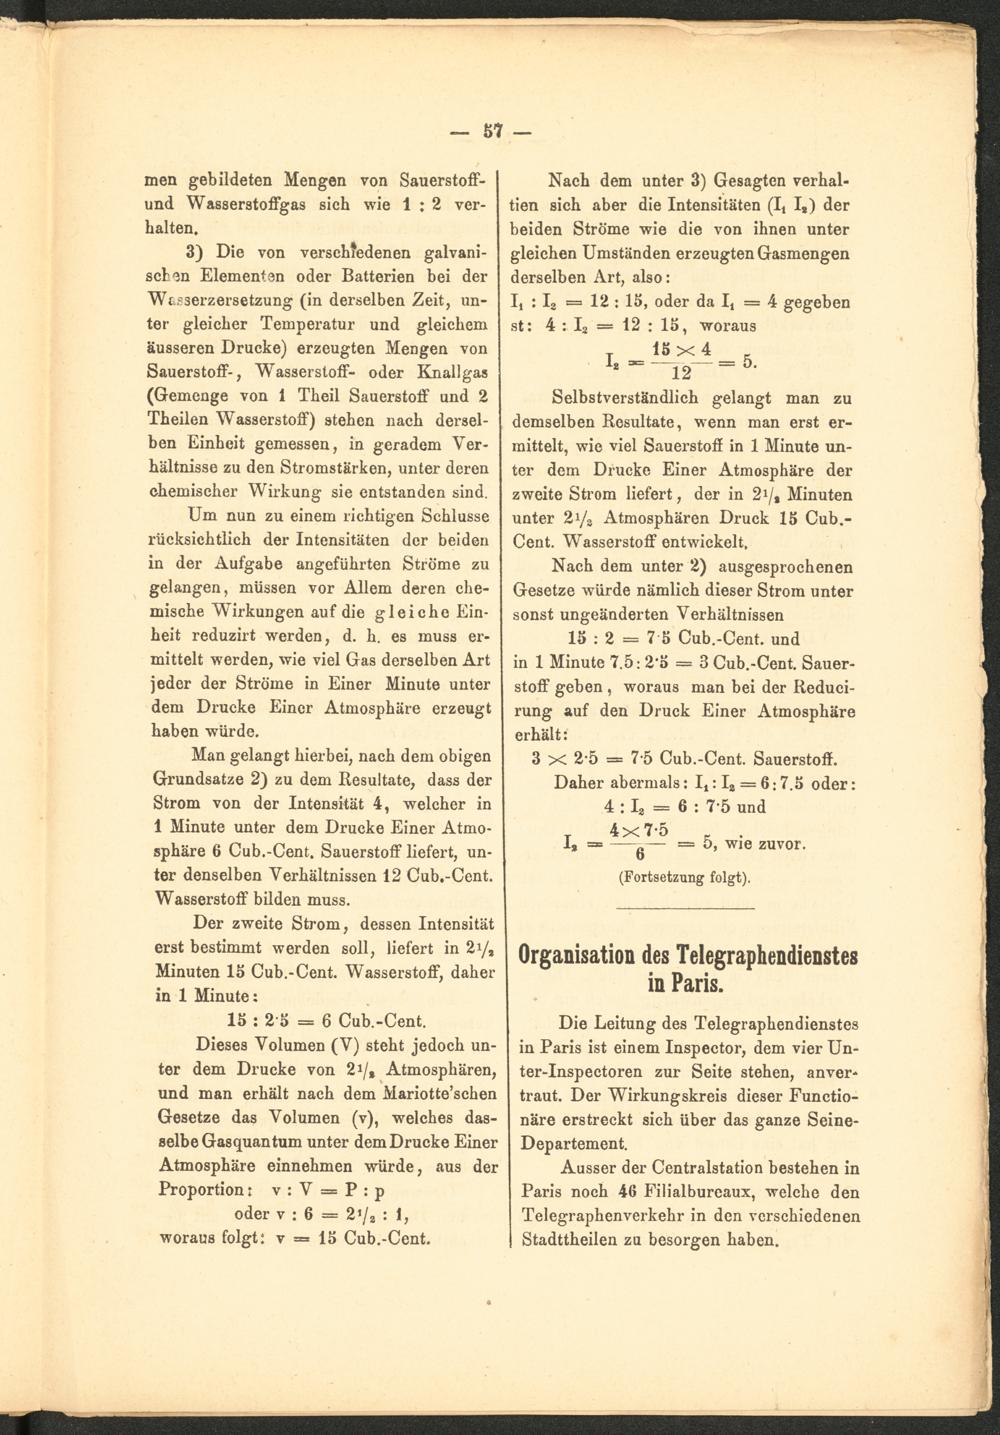 — 57 —
men gebildeten Mengen von Sauerstoff-
und Wasserstoffgas sich wie 1 : 2 ver-
halten.
3) Die von verschiedenen galvani-
schen Elementen oder Batterien bei der
Wasserzersetzung (in derselben Zeit, un-
ter gleicher Temperatur und gleichem
äusseren Drucke) erzeugten Mengen von
Sauerstoff-, Wasserstoff- oder Knallgas
(Gemenge von 1 Theil Sauerstoff und 2
Theilen Wasserstoff) stehen nach dersel-
ben Einheit gemessen, in geradem Ver-
hältnisse zu den Stromstärken, unter deren
chemischer Wirkung sie entstanden sind.
Um nun zu einem richtigen Schlusse
rücksichtlich der Intensitäten der beiden
in der Aufgabe angeführten Ströme zu
gelangen, müssen vor Allem deren che-
mische Wirkungen auf die gleiche Ein-
heit reduzirt werden, d. h. es muss er-
mittelt werden, wie viel Gas derselben Art
jeder der Ströme in Einer Minute unter
dem Drucke Einer Atmosphäre erzeugt
haben würde.
Man gelangt hierbei, nach dem obigen
Grundsatze 2) zu dem Resultate, dass der
Strom von der Intensität 4, welcher in
1 Minute unter dem Drucke Einer Atmo-
sphäre 6 Cub.-Cent. Sauerstoff liefert, un-
ter denselben Verhältnissen 12 Cub.-Cent.
Wasserstoff bilden muss.
Der zweite Strom, dessen Intensität
erst bestimmt werden soll, liefert in 2¹/₂
Minuten 15 Cub.-Cent. Wasserstoff, daher
in 1 Minute:
15 : 2·5 = 6 Cub.-Cent.
Dieses Volumen (V) steht jedoch un-
ter dem Drucke von 2¹/₂ Atmosphären,
und man erhält nach dem Mariotte'schen
Gesetze das Volumen (v), welches das-
selbe Gasquantum unter dem Drucke Einer
Atmosphäre einnehmen würde, aus der
Proportion: v : V = P : p
oder v : 6 = 2¹/₂ : 1,
woraus folgt: v = 15 Cub.-Cent.
Nach dem unter 3) Gesagten verhal-
tien sich aber die Intensitäten (I₁ I₂) der
beiden Ströme wie die von ihnen unter
gleichen Umständen erzeugten Gasmengen
derselben Art, also:
I₁ : I₂ = 12 : 15, oder da I₁ = 4 gegeben
st: 4 : I₂ = 12 : 15, woraus
15 × 4
I₂ = ——— = 5.
12
Selbstverständlich gelangt man zu
demselben Resultate, wenn man erst er-
mittelt, wie viel Sauerstoff in 1 Minute un-
ter dem Drucke Einer Atmosphäre der
zweite Strom liefert, der in 2¹/₂ Minuten
unter 2¹/₂ Atmosphären Druck 15 Cub.-
Cent. Wasserstoff entwickelt.
Nach dem unter 2) ausgesprochenen
Gesetze würde nämlich dieser Strom unter
sonst ungeänderten Verhältnissen
15 : 2 = 7·5 Cub.-Cent. und
in 1 Minute 7.5 : 2·5 = 3 Cub.-Cent. Sauer-
stoff geben, woraus man bei der Reduci-
rung auf den Druck Einer Atmosphäre
erhält:
3 × 2·5 = 7·5 Cub.-Cent. Sauerstoff.
Daher abermals: I₁ : I₂ = 6 : 7.5 oder:
4 : I₂ = 6 : 7·5 und
4 × 7·5
I₂ = ——— = 5, wie zuvor.
6
(Fortsetzung folgt).
Organisation des Telegraphendienstes
in Paris.
Die Leitung des Telegraphendienstes
in Paris ist einem Inspector, dem vier Un-
ter-Inspectoren zur Seite stehen, anver-
traut. Der Wirkungskreis dieser Functio-
näre erstreckt sich über das ganze Seine-
Departement.
Ausser der Centralstation bestehen in
Paris noch 46 Filialbureaux, welche den
Telegraphenverkehr in den verschiedenen
Stadttheilen zu besorgen haben.